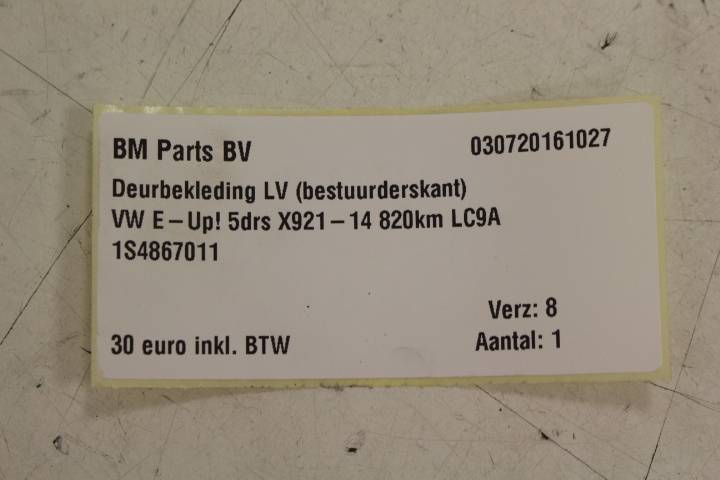 BM Parts BV 030720161027
Deurbekleding LV (bestuurderskant)
VW E-Up! 5drs X921-14 820km LC9A
1S4867011
Verz: 8
30 euro inkl. BTW Aantal: 1